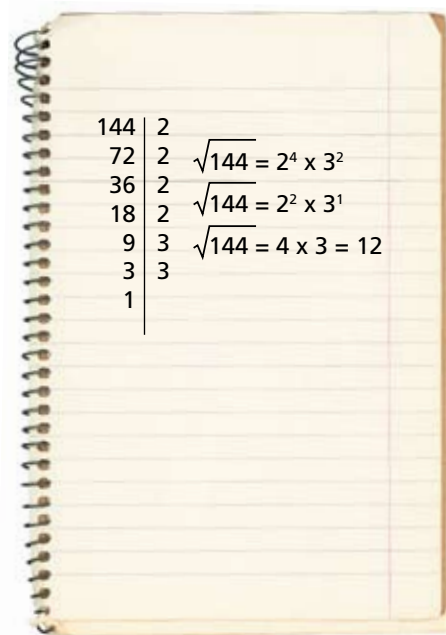 144 | 2
72 | 2
36 | 2
18 | 2
9 | 3
3 | 3
1 |
√144 = 2⁴ x 3²
√144 = 2² x 3¹
√144 = 4 x 3 = 12